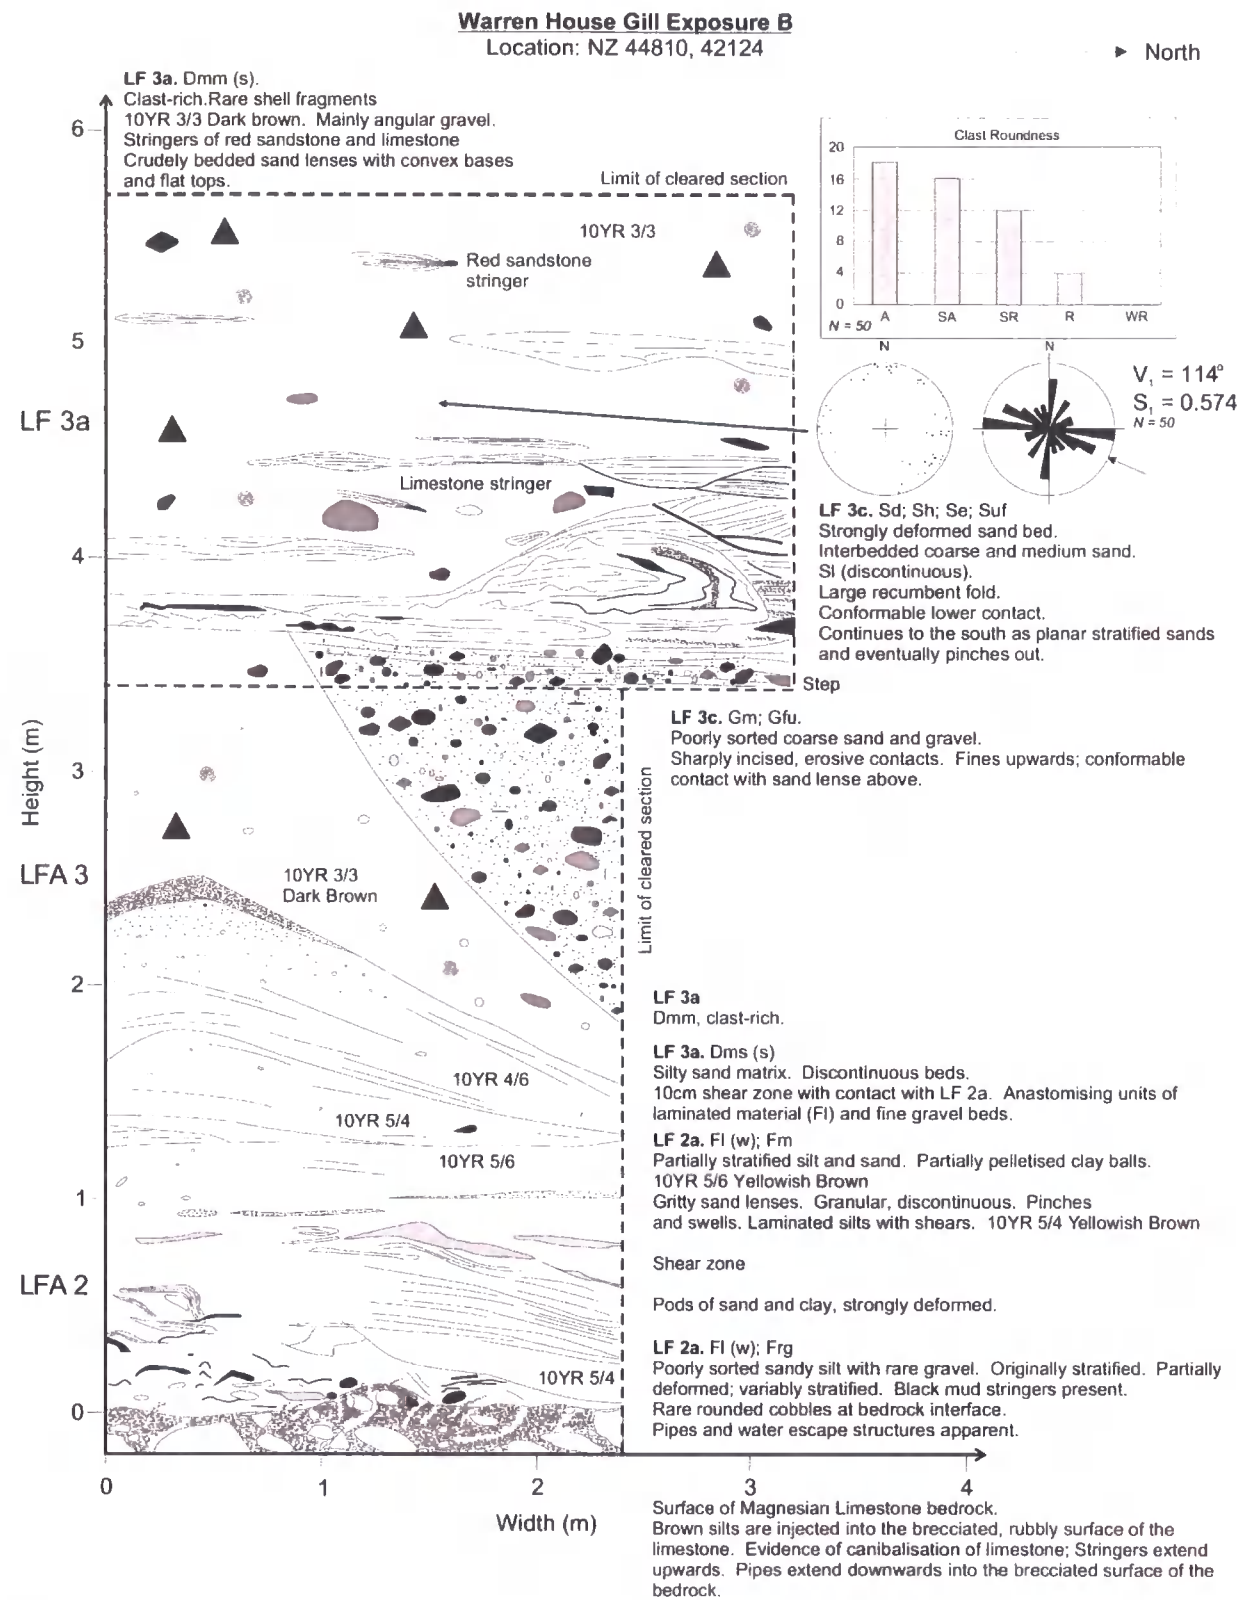 Warren House Gill Exposure B
Location: NZ 44810, 42124
North
LF 3a. Dmm (s).
Clast-rich.Rare shell fragments
10YR 3/3 Dark brown. Mainly angular gravel.
Stringers of red sandstone and limestone
Crudely bedded sand lenses with convex bases
and flat tops.
Limit of cleared section
10YR 3/3
Red sandstone
stringer
Limestone stringer
Clast Roundness
20
16
12
8
4
0
A SA SR R WR
N = 50
N
N
V₁ = 114°
S₁ = 0.574
N = 50
LF 3c. Sd; Sh; Se; Suf
Strongly deformed sand bed.
Interbedded coarse and medium sand.
Sl (discontinuous).
Large recumbent fold.
Conformable lower contact.
Continues to the south as planar stratified sands
and eventually pinches out.
Step
LF 3c. Gm; Gfu.
Poorly sorted coarse sand and gravel.
Sharply incised, erosive contacts. Fines upwards; conformable
contact with sand lense above.
Limit of cleared section
10YR 3/3
Dark Brown
LF 3a
Dmm, clast-rich.
LF 3a. Dms (s)
Silty sand matrix. Discontinuous beds.
10cm shear zone with contact with LF 2a. Anastomising units of
laminated material (Fl) and fine gravel beds.
LF 2a. Fl (w); Fm
Partially stratified silt and sand. Partially pelletised clay balls.
10YR 5/6 Yellowish Brown
Gritty sand lenses. Granular, discontinuous. Pinches
and swells. Laminated silts with shears. 10YR 5/4 Yellowish Brown
Shear zone
Pods of sand and clay, strongly deformed.
LF 2a. Fl (w); Frg
Poorly sorted sandy silt with rare gravel. Originally stratified. Partially
deformed; variably stratified. Black mud stringers present.
Rare rounded cobbles at bedrock interface.
Pipes and water escape structures apparent.
10YR 4/6
10YR 5/4
10YR 5/6
10YR 5/4
6
5
LF 3a
4
Height (m)
3
LFA 3
2
1
LFA 2
0
0 1 2 3 4
Width (m)
Surface of Magnesian Limestone bedrock.
Brown silts are injected into the brecciated, rubbly surface of the
limestone. Evidence of canibalisation of limestone; Stringers extend
upwards. Pipes extend downwards into the brecciated surface of the
bedrock.